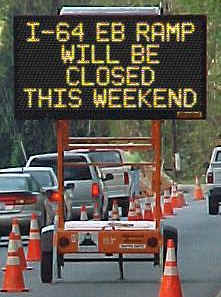 I-64 EB RAMP
WILL BE
CLOSED
THIS WEEKEND